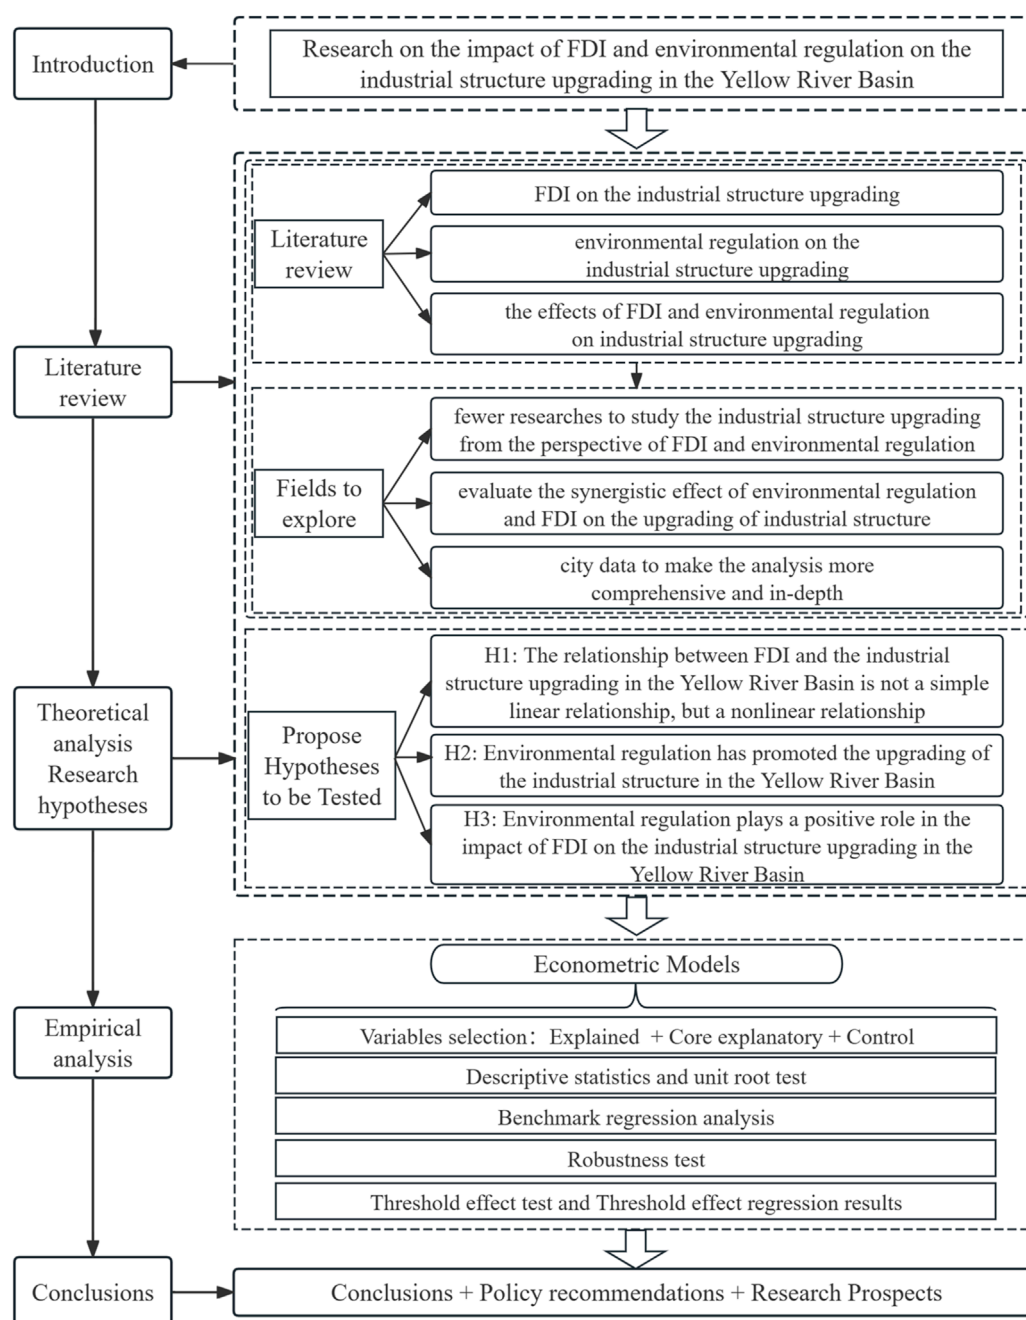 Introduction
Research on the impact of FDI and environmental regulation on the
industrial structure upgrading in the Yellow River Basin
Literature
review
FDI on the industrial structure upgrading
environmental regulation on the
industrial structure upgrading
the effects of FDI and environmental regulation
on industrial structure upgrading
Literature
review
Fields to
explore
fewer researches to study the industrial structure upgrading
from the perspective of FDI and environmental regulation
evaluate the synergistic effect of environmental regulation
and FDI on the upgrading of industrial structure
city data to make the analysis more
comprehensive and in-depth
Theoretical
analysis
Research
hypotheses
Propose
Hypotheses
to be Tested
H1: The relationship between FDI and the industrial
structure upgrading in the Yellow River Basin is not a simple
linear relationship, but a nonlinear relationship
H2: Environmental regulation has promoted the upgrading of
the industrial structure in the Yellow River Basin
H3: Environmental regulation plays a positive role in the
impact of FDI on the industrial structure upgrading in the
Yellow River Basin
Empirical
analysis
Econometric Models
Variables selection：Explained + Core explanatory + Control
Descriptive statistics and unit root test
Benchmark regression analysis
Robustness test
Threshold effect test and Threshold effect regression results
Conclusions
Conclusions + Policy recommendations + Research Prospects